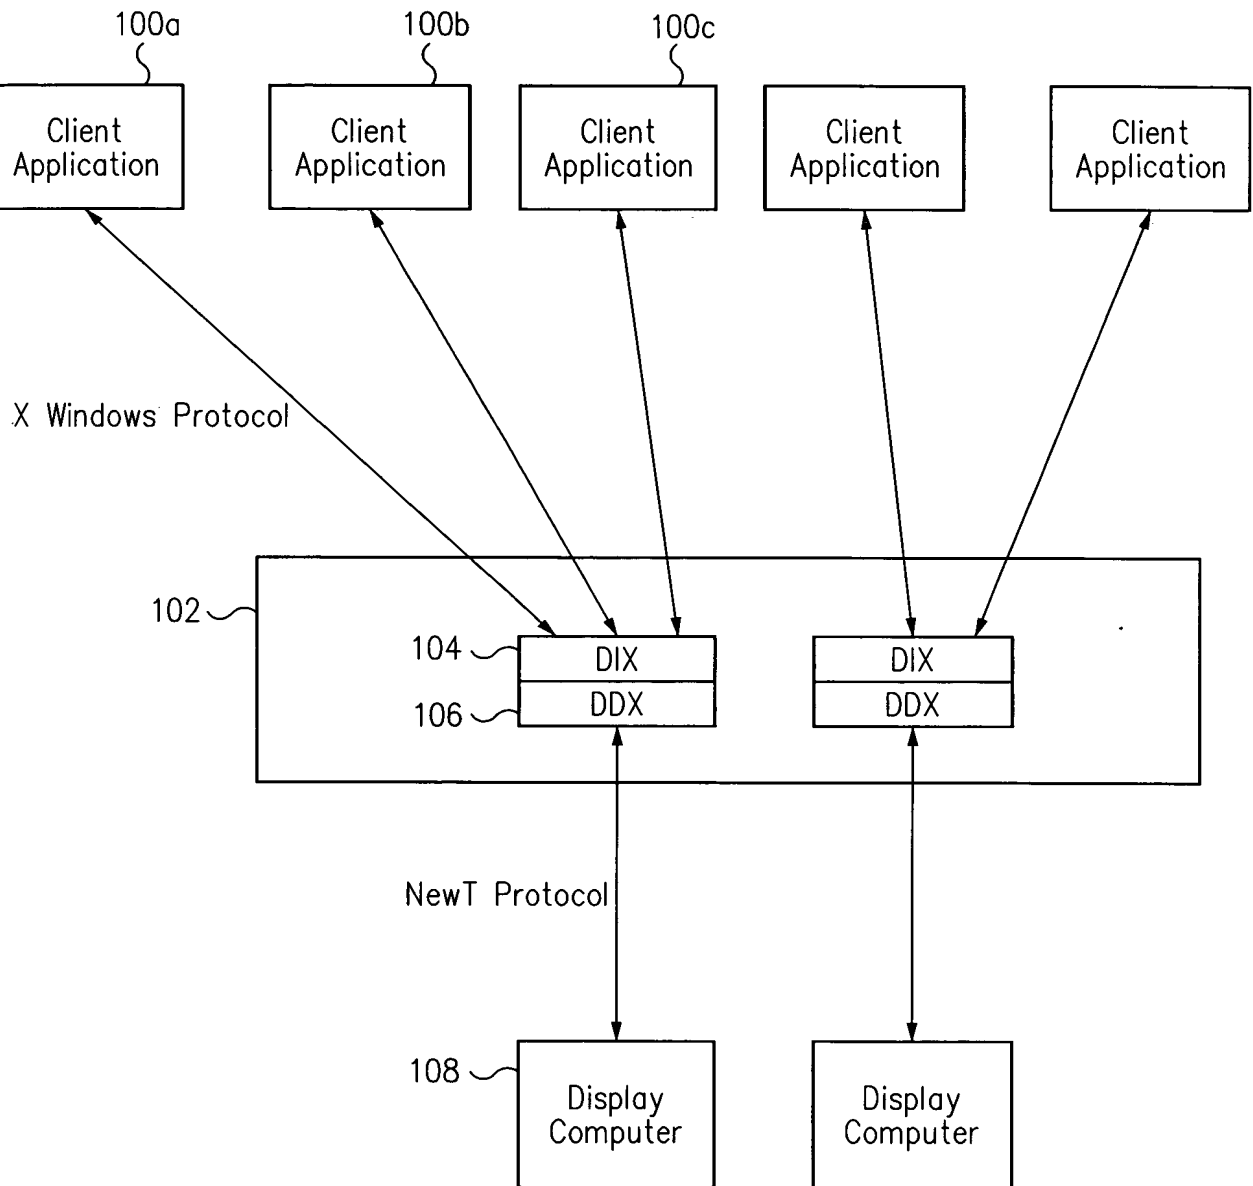 100a
100b
100c
Client
Application
Client
Application
Client
Application
Client
Application
Client
Application
X Windows Protocol
102
104
DIX
DIX
106
DDX
DDX
NewT Protocol
108
Display
Computer
Display
Computer